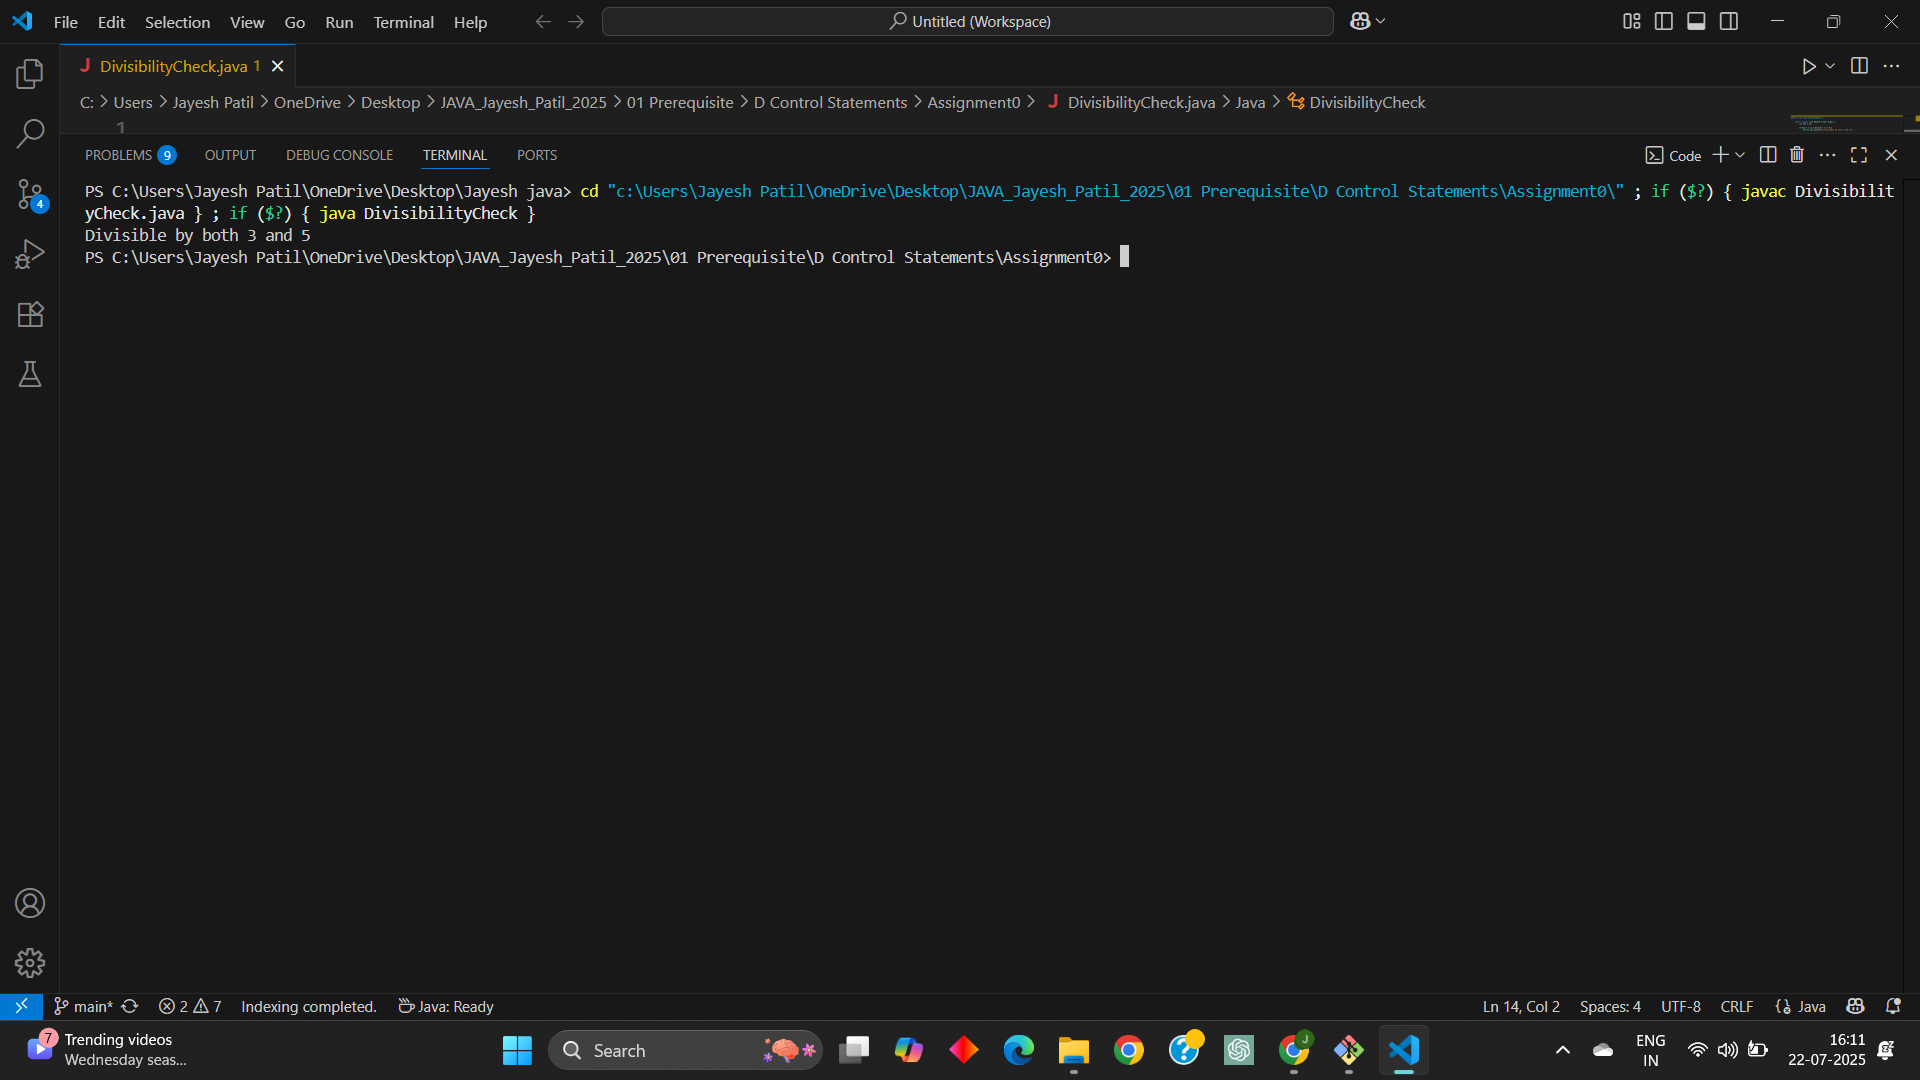 File Edit Selection View Go Run Terminal Help
Untitled (Workspace)
DivisibilityCheck.java 1
C: > Users > Jayesh Patil > OneDrive > Desktop > JAVA_Jayesh_Patil_2025 > 01 Prerequisite > D Control Statements > Assignment0 > J DivisibilityCheck.java > Java > DivisibilityCheck
1
PROBLEMS 9 OUTPUT DEBUG CONSOLE TERMINAL PORTS
Code
PS C:\Users\Jayesh Patil\OneDrive\Desktop\Jayesh java> cd "c:\Users\Jayesh Patil\OneDrive\Desktop\JAVA_Jayesh_Patil_2025\01 Prerequisite\D Control Statements\Assignment0\" ; if ($?) { javac Divisibilit
yCheck.java } ; if ($?) { java DivisibilityCheck }
Divisible by both 3 and 5
PS C:\Users\Jayesh Patil\OneDrive\Desktop\JAVA_Jayesh_Patil_2025\01 Prerequisite\D Control Statements\Assignment0>
4
main* 2 7 Indexing completed. Java: Ready
Ln 14, Col 2 Spaces: 4 UTF-8 CRLF Java
7
Trending videos
Wednesday seas...
Search
J
ENG
IN
16:11
22-07-2025